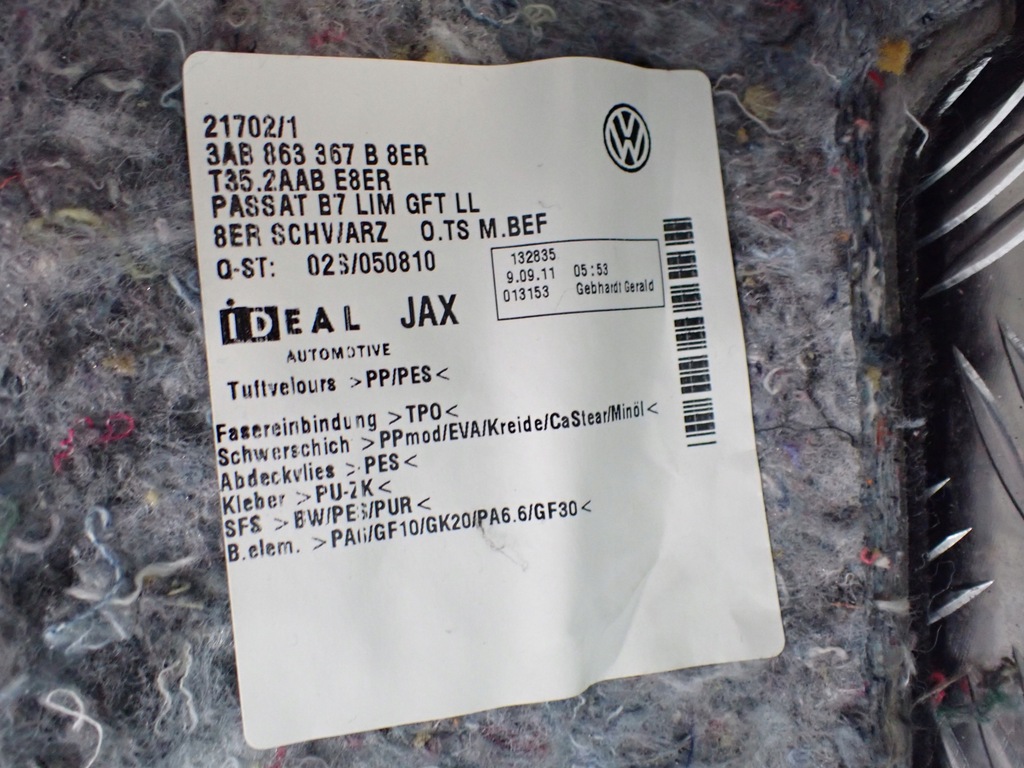 21702/1
3AB 863 367 B 8ER
T35.2AAB E8ER
PASSAT B7 LIM GFT LL
8ER SCHWARZ O.TS M.BEF
Q-ST: 023/050810
132835
9.09.11 05:53
013153 Gebhardt Gerald
iDEAL JAX
AUTOMOTIVE
Tuftvelours >PP/PES<
Fasereinbindung >TPO<
Schwerschich >PPmod/EVA/Kreide/CaStear/Minöl<
Abdeckvlies >PES<
Kleber >PU-2K<
SFS >BW/PES/PUR<
B.elem. >PA6/GF10/GK20/PA6.6/GF30<